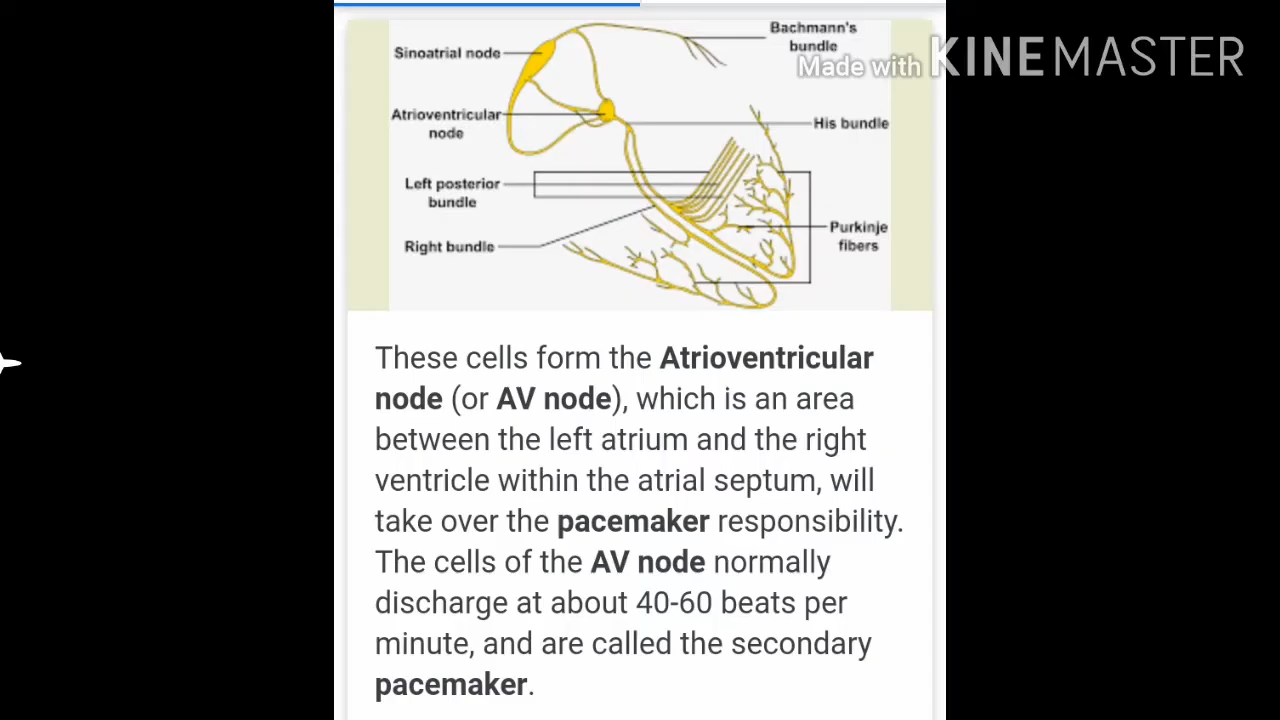 Bachmann's
bundle
Sinoatrial node
Made with KINEMASTER
Atrioventricular
node
His bundle
Left posterior
bundle
Purkinje
fibers
Right bundle
These cells form the Atrioventricular
node (or AV node), which is an area
between the left atrium and the right
ventricle within the atrial septum, will
take over the pacemaker responsibility.
The cells of the AV node normally
discharge at about 40-60 beats per
minute, and are called the secondary
pacemaker.